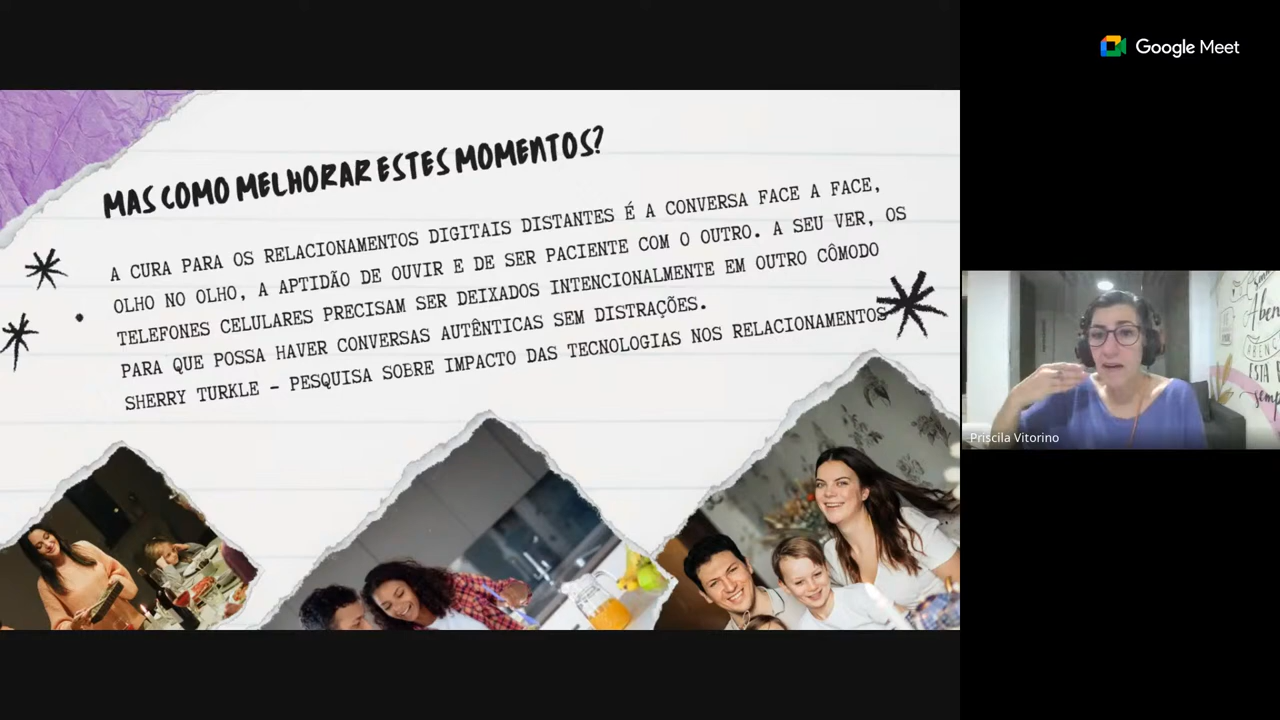 Google Meet
MAS COMO MELHORAR ESTES MOMENTOS?
A CURA PARA OS RELACIONAMENTOS DIGITAIS DISTANTES É A CONVERSA FACE A FACE,
OLHO NO OLHO, A APTIDÃO DE OUVIR E DE SER PACIENTE COM O OUTRO. A SEU VER, OS
TELEFONES CELULARES PRECISAM SER DEIXADOS INTENCIONALMENTE EM OUTRO CÔMODO
PARA QUE POSSA HAVER CONVERSAS AUTÊNTICAS SEM DISTRAÇÕES.
SHERRY TURKLE – PESQUISA SOBRE IMPACTO DAS TECNOLOGIAS NOS RELACIONAMENTOS
Priscila Vitorino